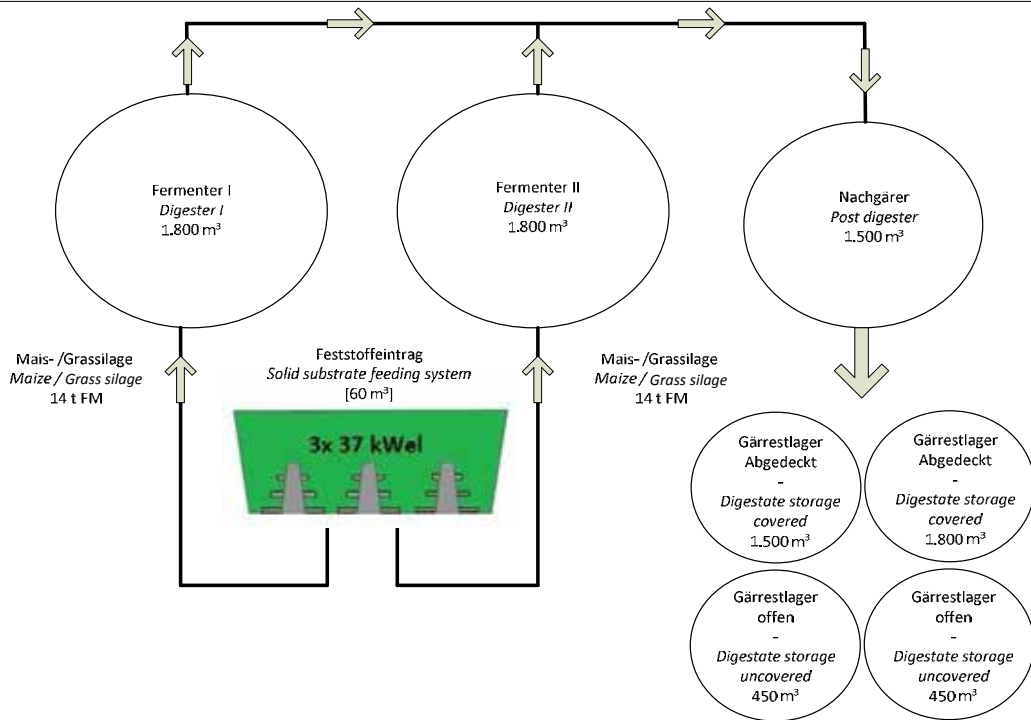 Fermenter I
Digester I
1.800 m³
Fermenter II
Digester II
1.800 m³
Nachgärer
Post digester
1.500 m³
Mais-/Grassilage
Maize / Grass silage
14 t FM
Feststoffeintrag
Solid substrate feeding system
[60 m³]
3x 37 kWel
Mais-/Grassilage
Maize / Grass silage
14 t FM
Gärrestlager
Abgedeckt
-
Digestate storage
covered
1.500 m³
Gärrestlager
Abgedeckt
-
Digestate storage
covered
1.800 m³
Gärrestlager
offen
-
Digestate storage
uncovered
450 m³
Gärrestlager
offen
-
Digestate storage
uncovered
450 m³